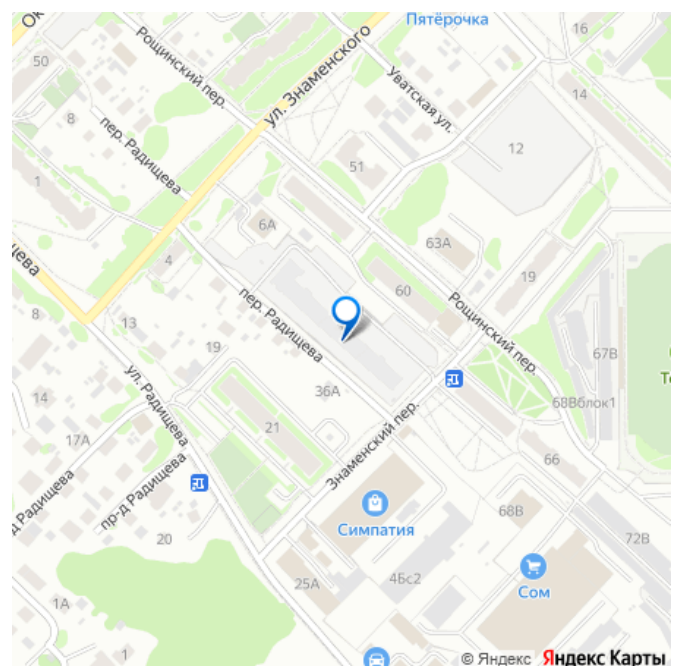 Ок
Пятёрочка
16
Рощинский пер.
ул. Знаменского
50
Уватская ул.
14
8
пер. Радищева
12
51
1
6А
63А
ищева
4
19
60
пер. Радищева
Рощинский пер.
8
13
19
67В
То
36А
Знаменский пер.
68Вблок1
14
ул. Радищева
21
17А
66
д Радищева
пр-д Радищева
Симпатия
68В
20
72В
4Бс2
25А
Сом
1А
1
© Яндекс Яндекс Карты